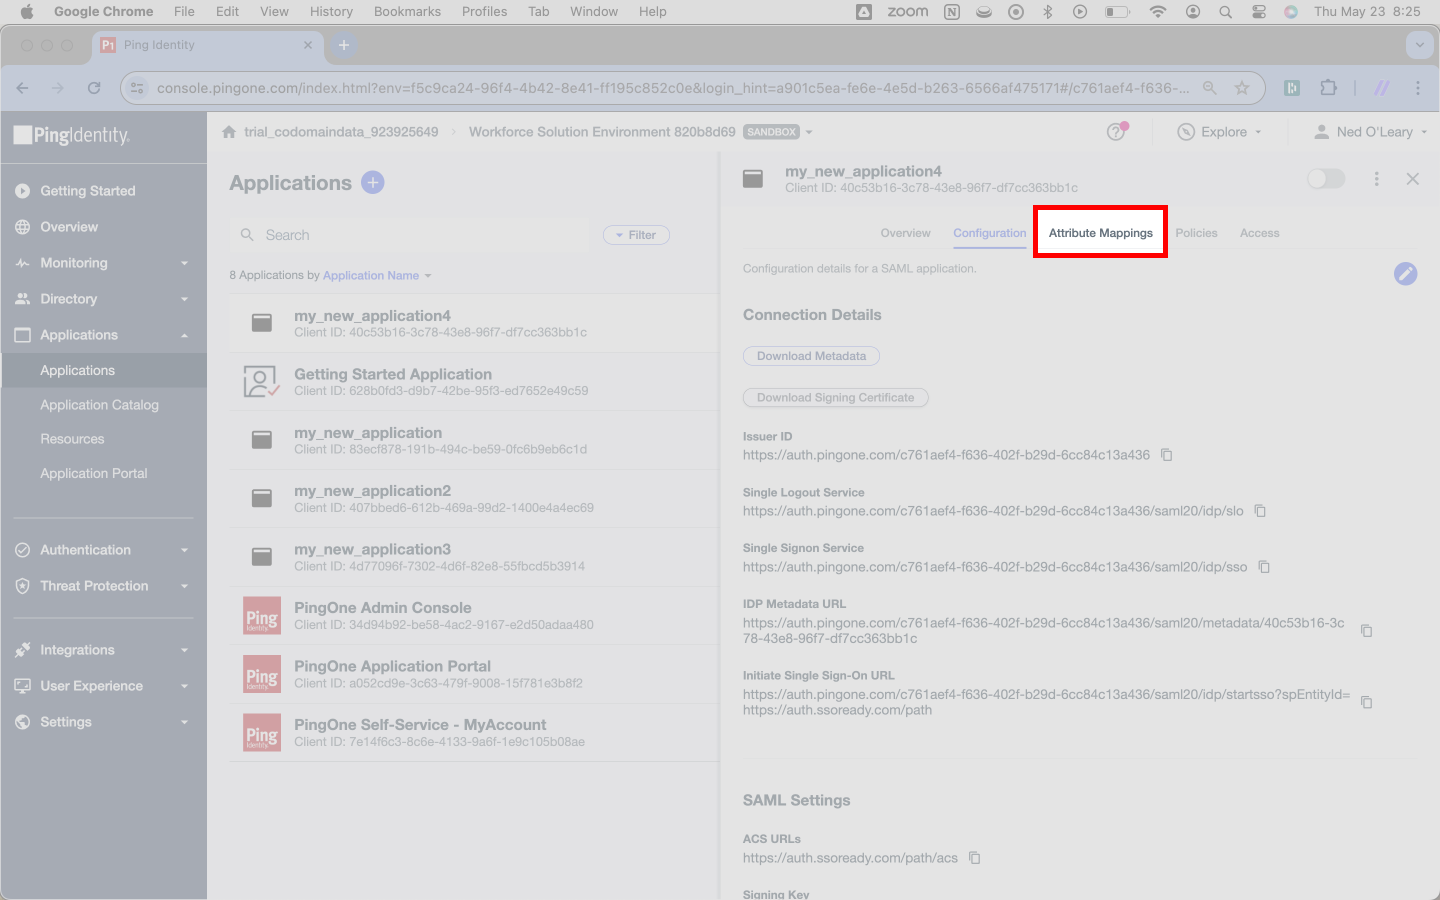 Google Chrome File Edit View History Bookmarks Profiles Tab Window Help zoom Thu May 23 8:25
P1 Ping Identity
console.pingone.com/index.html?env=f5c9ca24-96f4-4b42-8e41-ff195c852c0e&login_hint=a901c5ea-fe6e-4e5d-b263-6566af475171#/c761aef4-f636-...
PingIdentity.
trial_codomaindata_923925649 Workforce Solution Environment 820b8d69 SANDBOX Explore Ned O'Leary
Getting Started
Overview
Monitoring
Directory
Applications
Applications
Application Catalog
Resources
Application Portal
Authentication
Threat Protection
Integrations
User Experience
Settings
Applications
Search
Filter
8 Applications by Application Name
my_new_application4
Client ID: 40c53b16-3c78-43e8-96f7-df7cc363bb1c
Getting Started Application
Client ID: 628b0fd3-d9b7-42be-95f3-ed7652e49c59
my_new_application
Client ID: 83ecf878-191b-494c-be59-0fc6b9eb6c1d
my_new_application2
Client ID: 407bbed6-612b-469a-99d2-1400e4a4ec69
my_new_application3
Client ID: 4d77096f-7302-4d6f-82e8-55fbcd5b3914
Ping
Identity
PingOne Admin Console
Client ID: 34d94b92-be58-4ac2-9167-e2d50adaa480
Ping
Identity
PingOne Application Portal
Client ID: a052cd9e-3c63-479f-9008-15f781e3b8f2
Ping
Identity
PingOne Self-Service - MyAccount
Client ID: 7e14f6c3-8c6e-4133-9a6f-1e9c105b08ae
my_new_application4
Client ID: 40c53b16-3c78-43e8-96f7-df7cc363bb1c
Overview Configuration Attribute Mappings Policies Access
Configuration details for a SAML application.
Connection Details
Download Metadata
Download Signing Certificate
Issuer ID
https://auth.pingone.com/c761aef4-f636-402f-b29d-6cc84c13a436
Single Logout Service
https://auth.pingone.com/c761aef4-f636-402f-b29d-6cc84c13a436/saml20/idp/slo
Single Signon Service
https://auth.pingone.com/c761aef4-f636-402f-b29d-6cc84c13a436/saml20/idp/sso
IDP Metadata URL
https://auth.pingone.com/c761aef4-f636-402f-b29d-6cc84c13a436/saml20/metadata/40c53b16-3c
78-43e8-96f7-df7cc363bb1c
Initiate Single Sign-On URL
https://auth.pingone.com/c761aef4-f636-402f-b29d-6cc84c13a436/saml20/idp/startsso?spEntityId=
https://auth.ssoready.com/path
SAML Settings
ACS URLs
https://auth.ssoready.com/path/acs
Signing Key